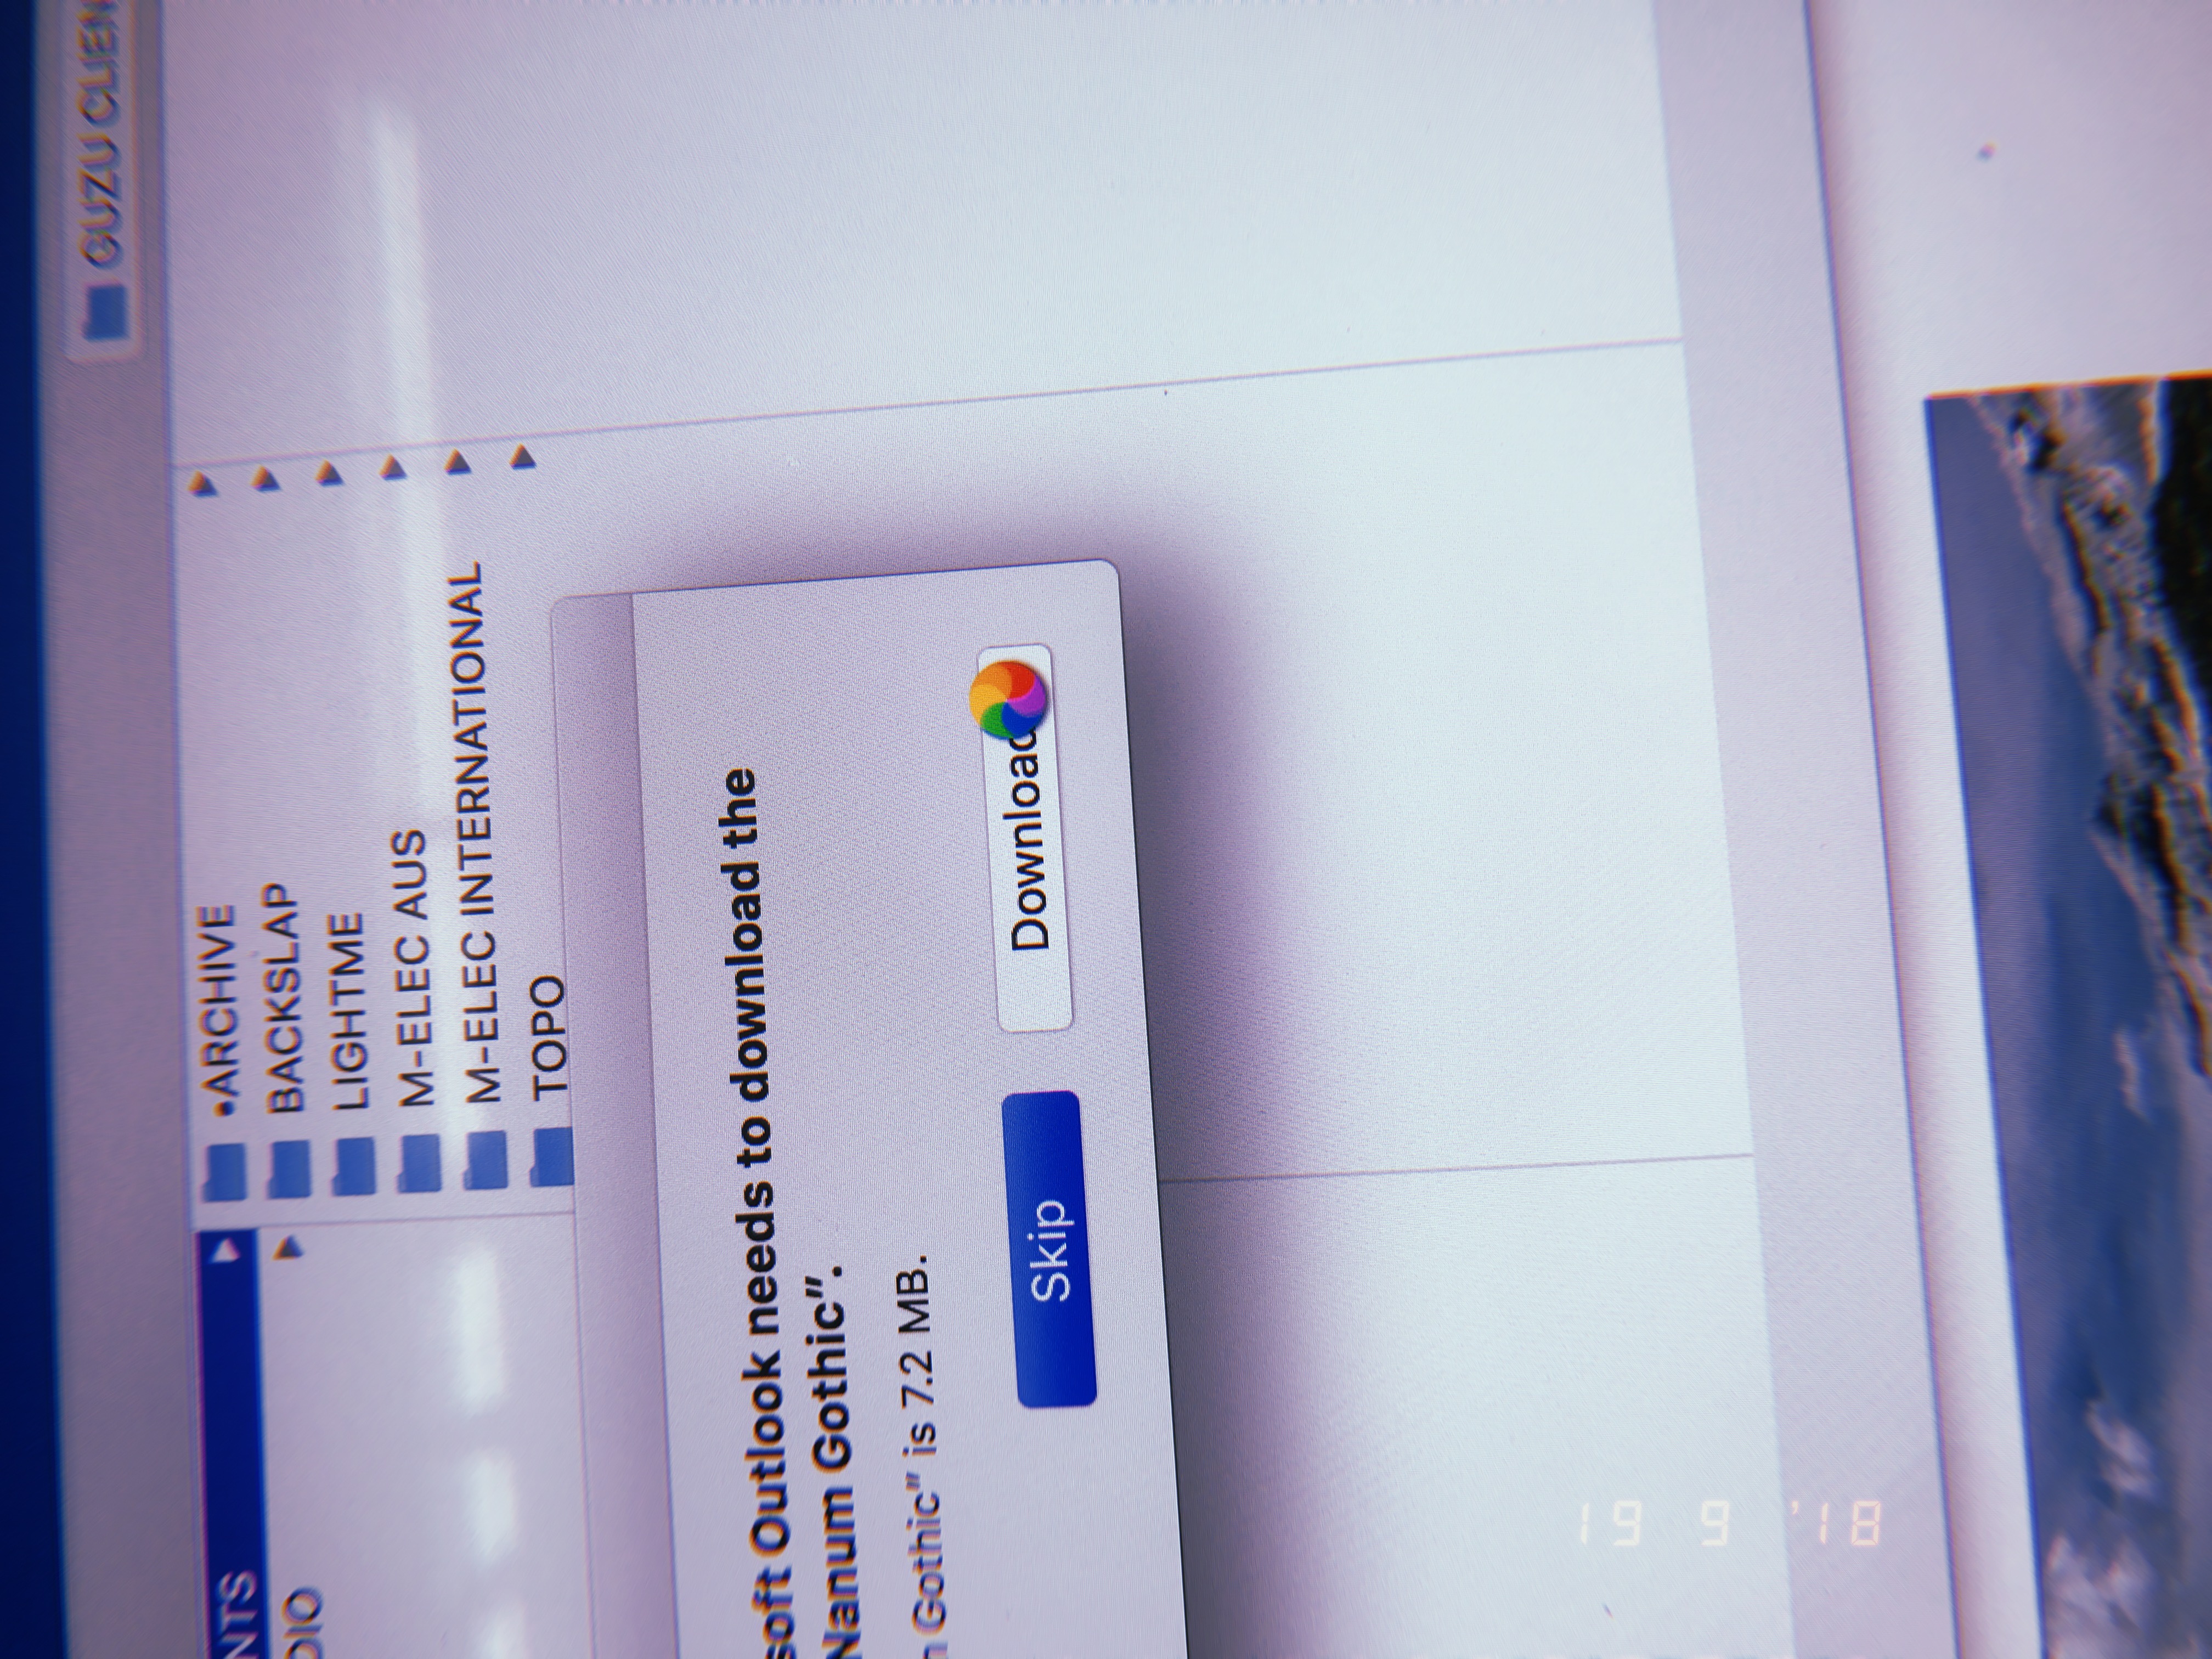 GUZU CLIEN
•ARCHIVE
BACKSLAP
LIGHTME
M-ELEC AUS
M-ELEC INTERNATIONAL
TOPO
NTS
DIO
soft Outlook needs to download the
Nanum Gothic".
n Gothic" is 7.2 MB.
Skip
Download
19 9 '18